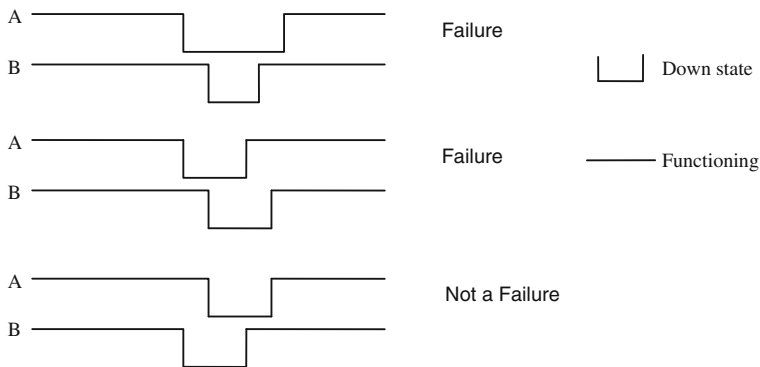 A
Failure
B
Down state
A
Failure
Functioning
B
A
Not a Failure
B